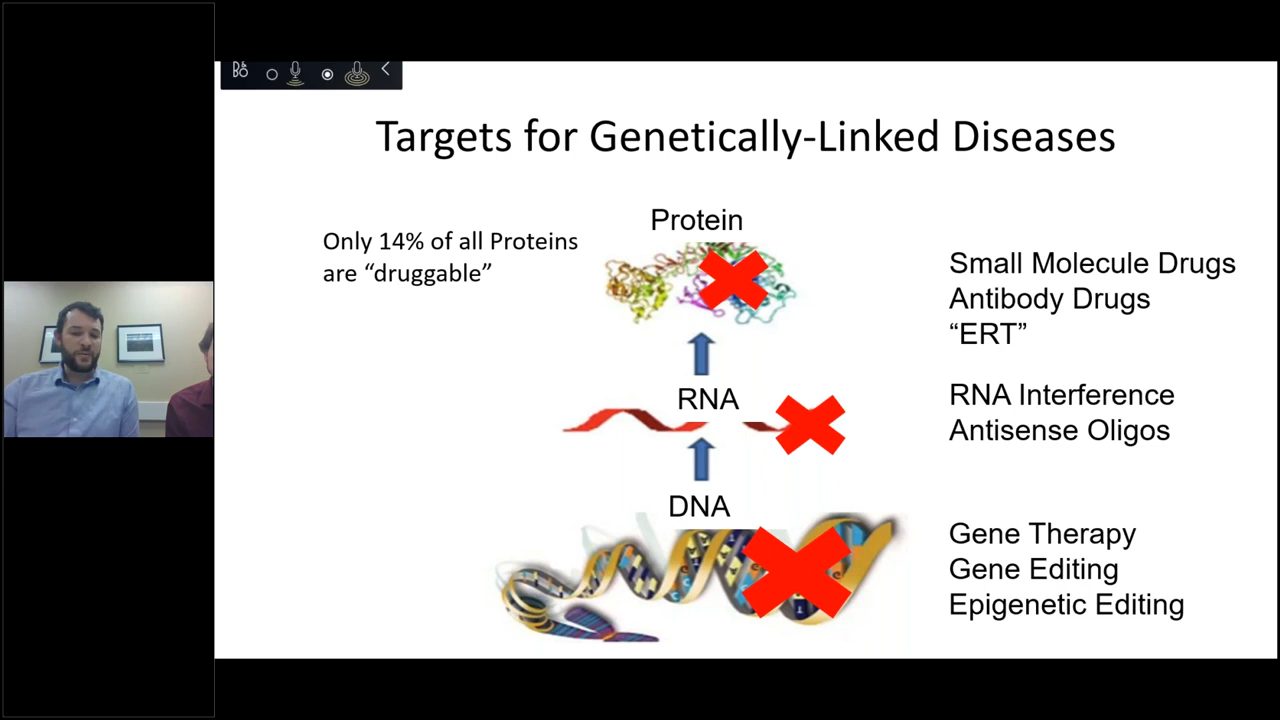 Targets for Genetically-Linked Diseases
Only 14% of all Proteins
are “druggable”
Protein
RNA
DNA
Small Molecule Drugs
Antibody Drugs
“ERT”
RNA Interference
Antisense Oligos
Gene Therapy
Gene Editing
Epigenetic Editing